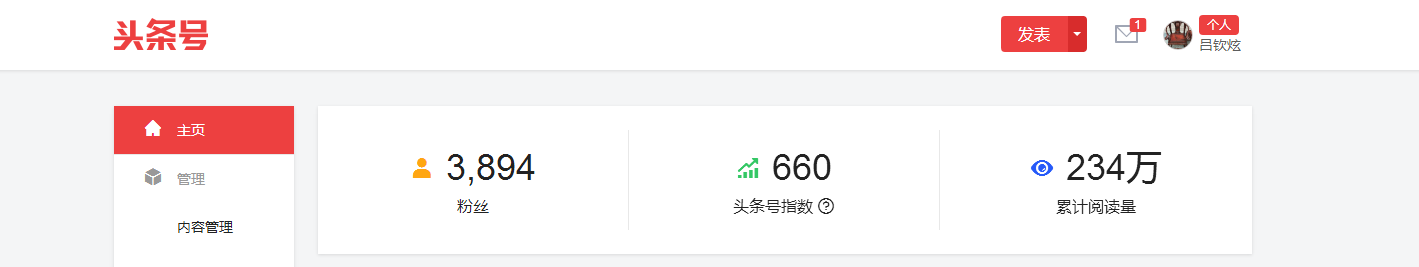 头条号
发表
1
个人
吕钦炫
主页
管理
内容管理
3,894
粉丝
660
头条号指数 ?
234万
累计阅读量